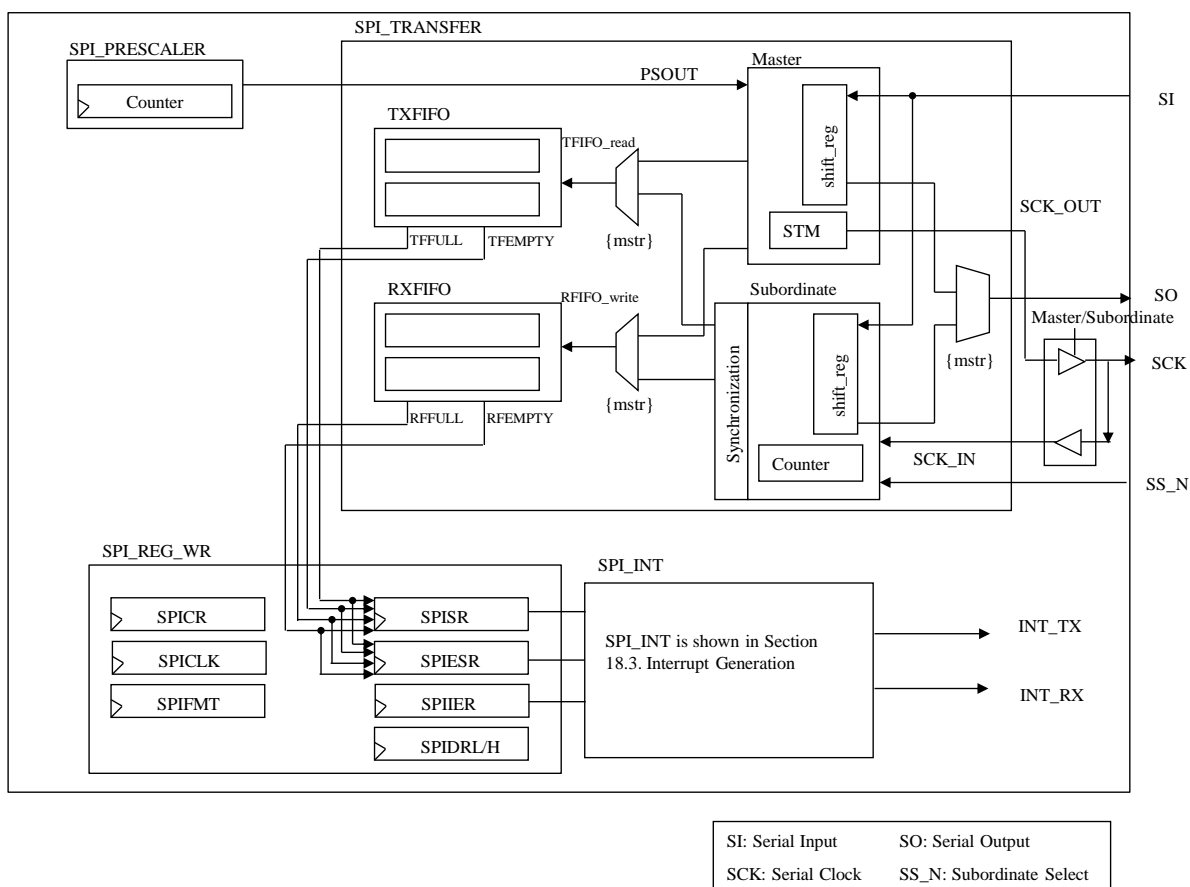 SPI_TRANSFER
SPI_PRESCALER
Counter
PSOUT
Master
SI
TXFIFO
TFIFO_read
shift_reg
{mstr}
STM
SCK_OUT
TFFULL
TFEMPTY
RXFIFO
RFIFO_write
Subordinate
SO
Master/Subordinate
shift_reg
{mstr}
{mstr}
SCK
RFFULL
RFEMPTY
Synchronization
Counter
SCK_IN
SS_N
SPI_REG_WR
SPI_INT
SPICR
SPISR
SPICLK
SPIESR
SPIFMT
SPIIER
SPIDRL/H
SPI_INT is shown in Section
18.3. Interrupt Generation
INT_TX
INT_RX
SI: Serial Input SO: Serial Output
SCK: Serial Clock SS_N: Subordinate Select